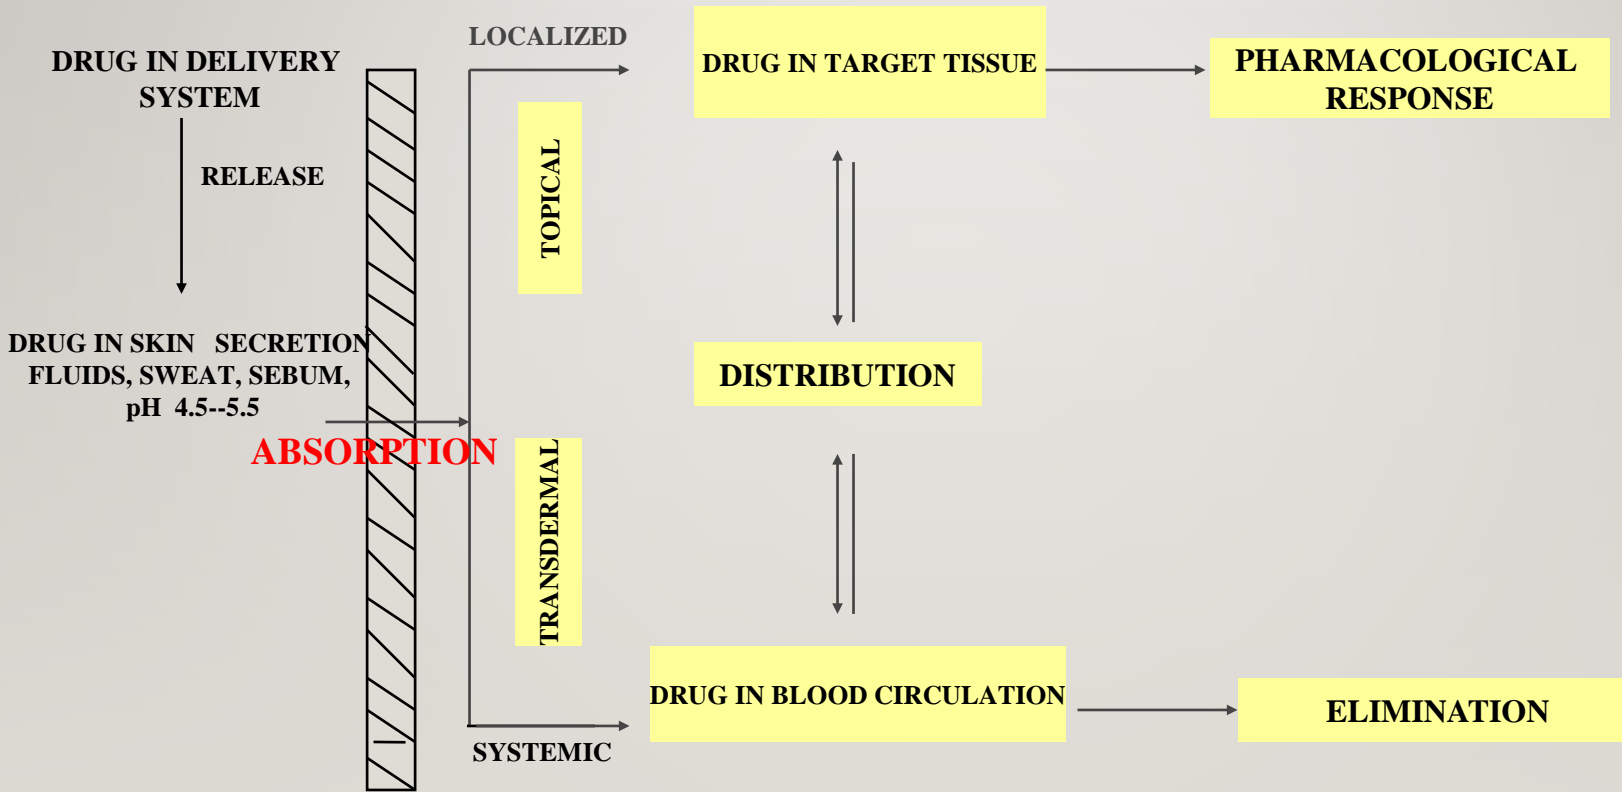 DRUG IN DELIVERY
SYSTEM
RELEASE
DRUG IN SKIN SECRETION
FLUIDS, SWEAT, SEBUM,
pH 4.5--5.5
ABSORPTION
LOCALIZED
TOPICAL
TRANSDERMAL
SYSTEMIC
DRUG IN TARGET TISSUE
DISTRIBUTION
DRUG IN BLOOD CIRCULATION
PHARMACOLOGICAL
RESPONSE
ELIMINATION